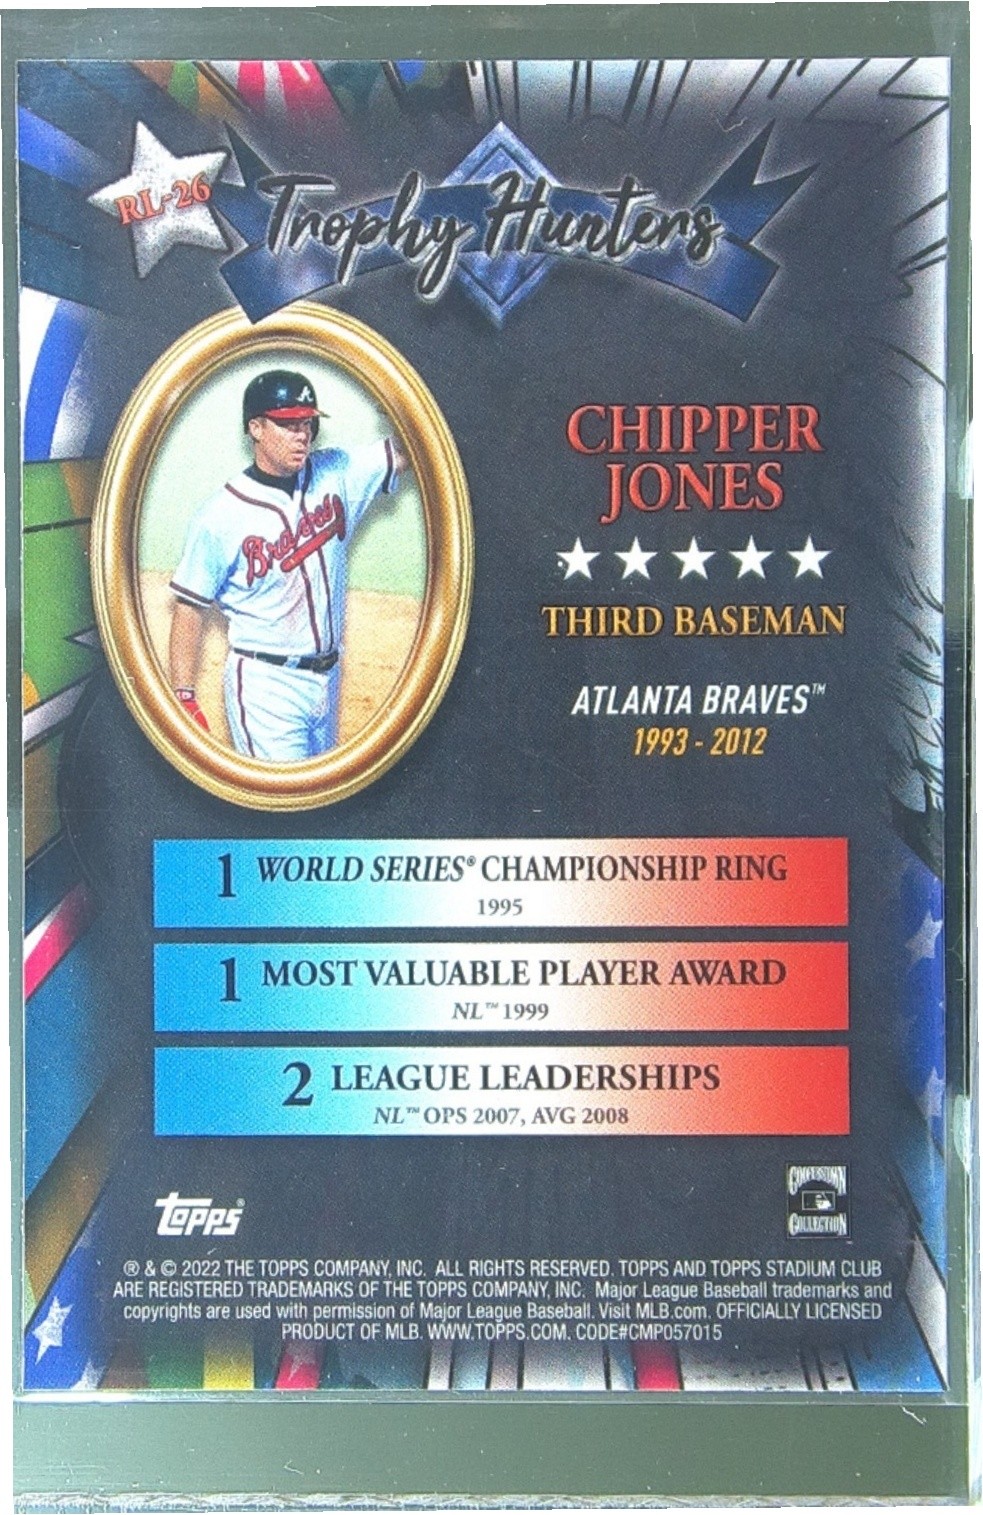 RL-26
Trophy Hunters
A
Braves
CHIPPER
JONES
THIRD BASEMAN
ATLANTA BRAVES™
1993 - 2012
1 WORLD SERIES® CHAMPIONSHIP RING
1995
1 MOST VALUABLE PLAYER AWARD
NL™ 1999
2 LEAGUE LEADERSHIPS
NL™ OPS 2007, AVG 2008
Topps®
COOPERSTOWN
COLLECTION
® & © 2022 THE TOPPS COMPANY, INC. ALL RIGHTS RESERVED. TOPPS AND TOPPS STADIUM CLUB
ARE REGISTERED TRADEMARKS OF THE TOPPS COMPANY, INC. Major League Baseball trademarks and
copyrights are used with permission of Major League Baseball. Visit MLB.com. OFFICIALLY LICENSED
PRODUCT OF MLB. WWW.TOPPS.COM. CODE#CMP057015